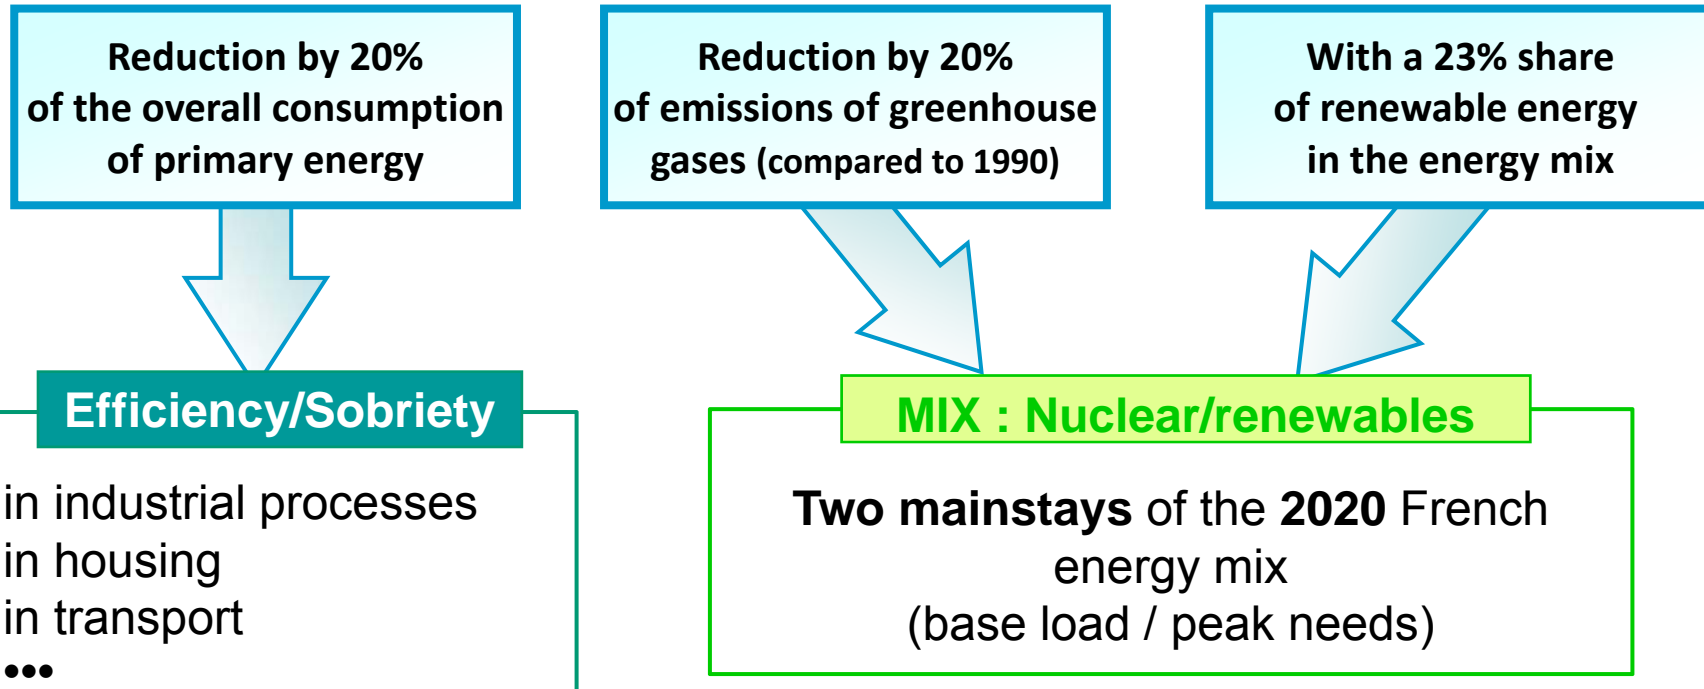 Reduction by 20%
of the overall consumption
of primary energy
Reduction by 20%
of emissions of greenhouse
gases (compared to 1990)
With a 23% share
of renewable energy
in the energy mix
Efficiency/Sobriety
in industrial processes
in housing
in transport
•••
MIX : Nuclear/renewables
Two mainstays of the 2020 French
energy mix
(base load / peak needs)